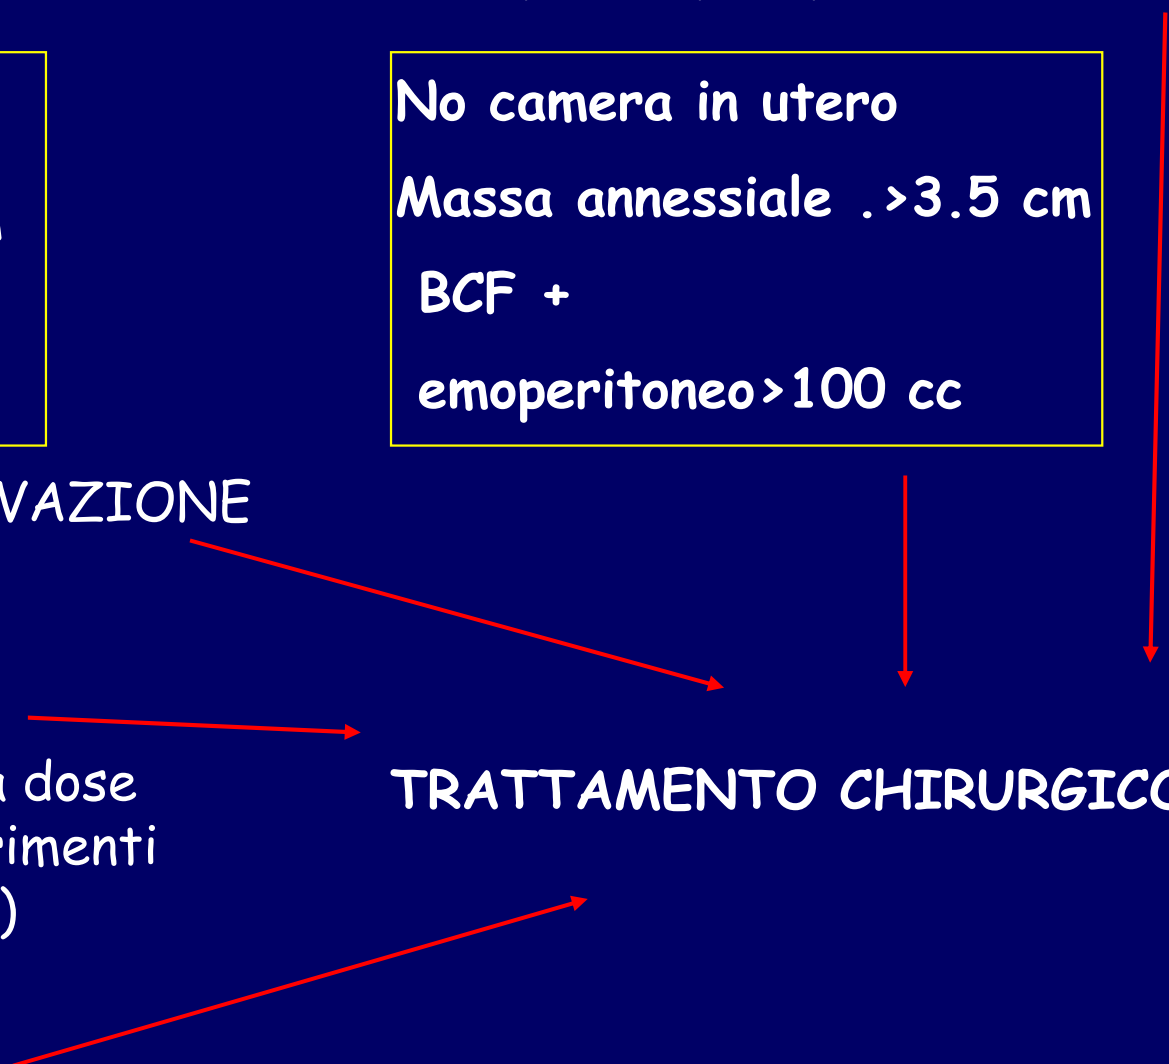 No camera in utero
Massa annessiale .>3.5 cm
BCF +
emoperitoneo>100 cc
VAZIONE
dose
TRATTAMENTO CHIRURGICO
rimenti
)